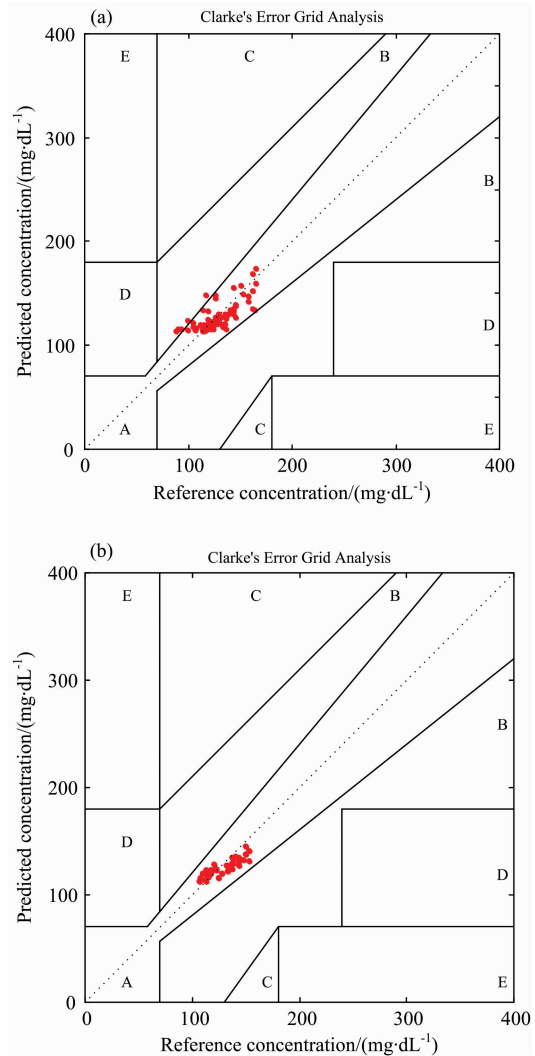 (a)
Clarke's Error Grid Analysis
400
E
C
B
300
B
200
D
D
100
A
C
E
0
0
100
200
300
400
Predicted concentration/(mg·dL⁻¹)
Reference concentration/(mg·dL⁻¹)
(b)
Clarke's Error Grid Analysis
400
E
C
B
300
B
200
D
D
100
A
C
E
0
0
100
200
300
400
Predicted concentration/(mg·dL⁻¹)
Reference concentration/(mg·dL⁻¹)